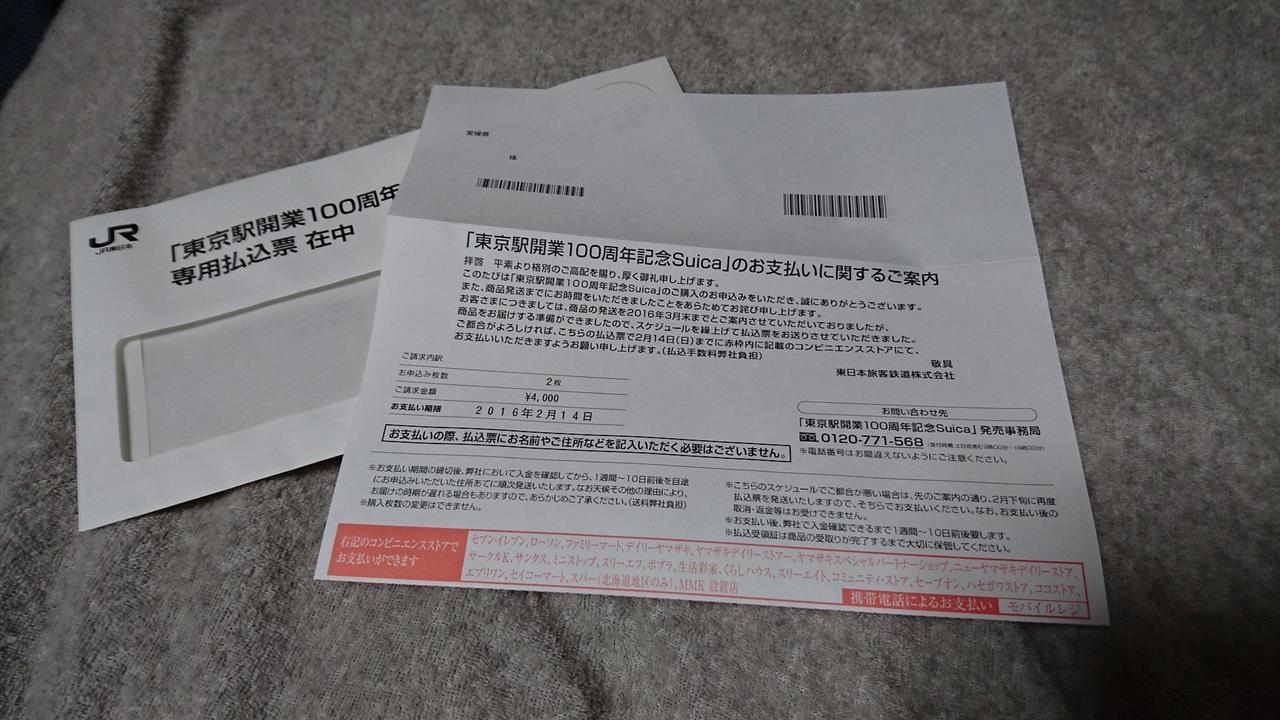 JR
JR東日本
「東京駅開業100周年
専用払込票 在中
愛媛県
様
「東京駅開業100周年記念Suica」のお支払いに関するご案内
拝啓　平素より格別のご高配を賜り、厚く御礼申し上げます。
このたびは「東京駅開業100周年記念Suica」のご購入のお申込みをいただき、誠にありがとうございます。
また、商品発送までにお時間をいただきましたことをあらためてお詫び申し上げます。
お客さまにつきましては、商品の発送を2016年3月末までとご案内させていただいておりましたが、
商品をお届けする準備ができましたので、スケジュールを繰上げて払込票をお送りさせていただきました。
ご都合がよろしければ、こちらの払込票で2月14日(日)までに赤枠内に記載のコンビニエンスストアにて、
お支払いいただきますようお願い申し上げます。(払込手数料弊社負担)
敬具
東日本旅客鉄道株式会社
ご請求内訳
お申込み枚数 2枚
ご請求金額 ¥4,000
お支払い期限 2016年2月14日
お支払いの際、払込票にお名前やご住所などを記入いただく必要はございません。
お問い合わせ先
「東京駅開業100周年記念Suica」発売事務局
0120-771-568 (受付時間 土日祝含む9時00分～18時00分)
※電話番号はお間違えないようにご注意ください。
※お支払い期間の締切後、弊社において入金を確認してから、1週間～10日前後を目途
にお申込みいただいた住所あてに順次発送いたします。なお天候その他の理由により、
お届けの時期が遅れる場合もありますので、あらかじめご了承ください。(送料弊社負担)
※購入枚数の変更はできません。
※こちらのスケジュールでご都合が悪い場合は、先のご案内の通り、2月下旬に再度
払込票を発送いたしますので、そちらでお支払いください。なお、お支払い後の
取消・返金等はお受けできません。
※お支払い後、弊社で入金確認できるまで1週間～10日前後要します。
※払込受領証は商品の受取りが完了するまで大切に保管してください。
右記のコンビニエンスストアで
お支払いができます
セブンイレブン、ローソン、ファミリーマート、デイリーヤマザキ、ヤマザキデイリーストアー、ヤマザキスペシャルパートナーショップ、ニューヤマザキデイリーストア、
サークルK、サンクス、ミニストップ、スリーエフ、ポプラ、生活彩家、くらしハウス、スリーエイト、コミュニティ・ストア、セーブオン、ハセガワストア、ココストア、
エブリワン、セイコーマート、スパー(北海道地区のみ)、MMK 設置店
携帯電話によるお支払い モバイルレジ